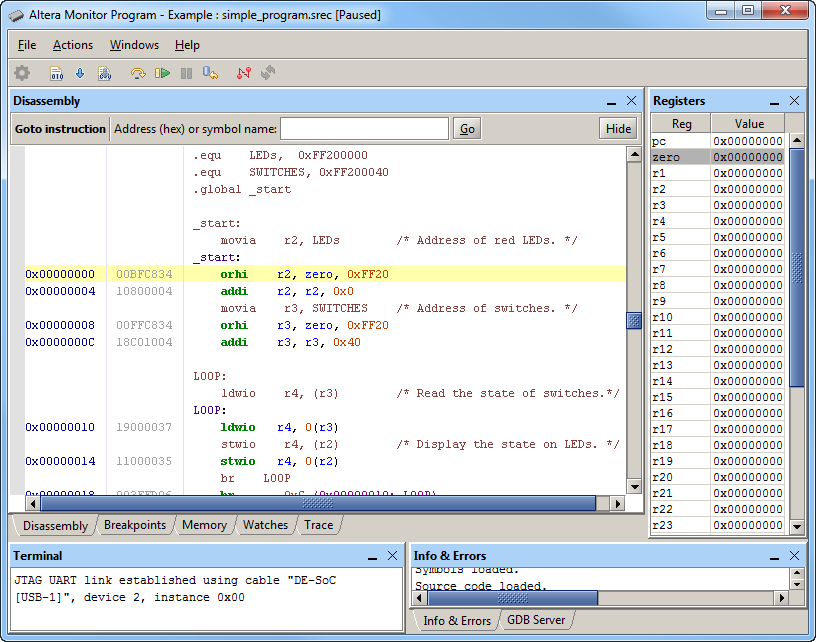 Altera Monitor Program - Example : simple_program.srec [Paused]
File Actions Windows Help
Disassembly
Goto instruction Address (hex) or symbol name: Go Hide
.equ LEDs, 0xFF200000
.equ SWITCHES, 0xFF200040
.global _start
_start:
movia r2, LEDs /* Address of red LEDs. */
_start:
0x00000000 00BFC834 orhi r2, zero, 0xFF20
0x00000004 10800004 addi r2, r2, 0x0
movia r3, SWITCHES /* Address of switches. */
0x00000008 00FFC834 orhi r3, zero, 0xFF20
0x0000000C 18C01004 addi r3, r3, 0x40
LOOP:
ldwio r4, (r3) /* Read the state of switches.*/
LOOP:
0x00000010 19000037 ldwio r4, 0(r3)
stwio r4, (r2) /* Display the state on LEDs. */
0x00000014 11000035 stwio r4, 0(r2)
br LOOP
0x00000018 003FFD06 br -0xC (0x00000010: LOOP)
Disassembly Breakpoints Memory Watches Trace
Registers
Reg Value
pc 0x00000000
zero 0x00000000
r1 0x00000000
r2 0x00000000
r3 0x00000000
r4 0x00000000
r5 0x00000000
r6 0x00000000
r7 0x00000000
r8 0x00000000
r9 0x00000000
r10 0x00000000
r11 0x00000000
r12 0x00000000
r13 0x00000000
r14 0x00000000
r15 0x00000000
r16 0x00000000
r17 0x00000000
r18 0x00000000
r19 0x00000000
r20 0x00000000
r21 0x00000000
r22 0x00000000
r23 0x00000000
Terminal
JTAG UART link established using cable "DE-SoC
[USB-1]", device 2, instance 0x00
Info & Errors
Symbols loaded.
Source code loaded.
Info & Errors GDB Server